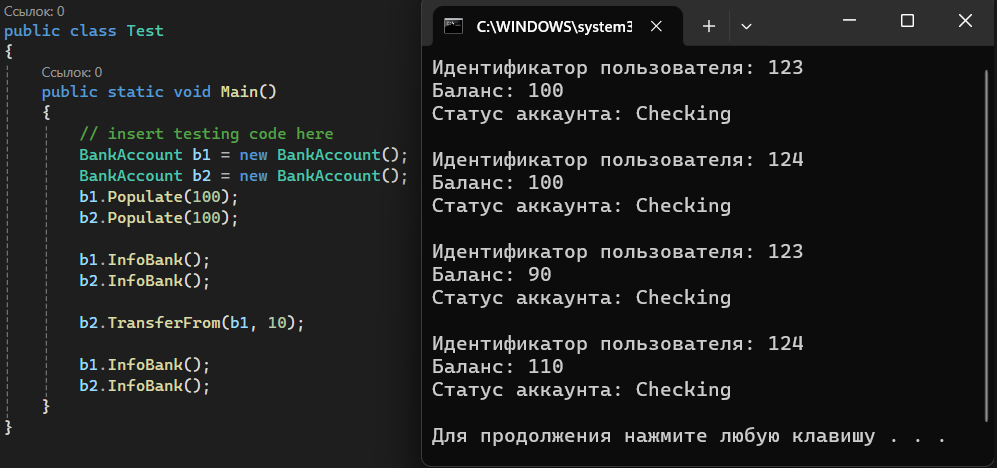 Ссылок: 0
public class Test
{
Ссылок: 0
public static void Main()
{
// insert testing code here
BankAccount b1 = new BankAccount();
BankAccount b2 = new BankAccount();
b1.Populate(100);
b2.Populate(100);
b1.InfoBank();
b2.InfoBank();
b2.TransferFrom(b1, 10);
b1.InfoBank();
b2.InfoBank();
}
}
C:\WINDOWS\system3
Идентификатор пользователя: 123
Баланс: 100
Статус аккаунта: Checking
Идентификатор пользователя: 124
Баланс: 100
Статус аккаунта: Checking
Идентификатор пользователя: 123
Баланс: 90
Статус аккаунта: Checking
Идентификатор пользователя: 124
Баланс: 110
Статус аккаунта: Checking
Для продолжения нажмите любую клавишу . . .